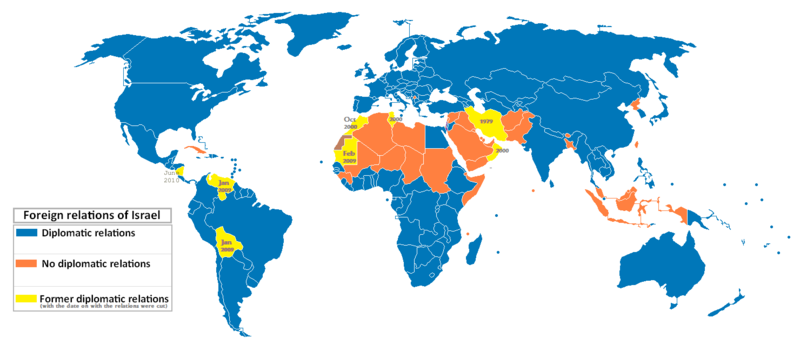 Oct
2000
2000
1979
Feb
2009
2000
June
2010
Jan
2009
Jan
2009
Foreign relations of Israel
Diplomatic relations
No diplomatic relations
Former diplomatic relations
(with the date on with the relations were cut)